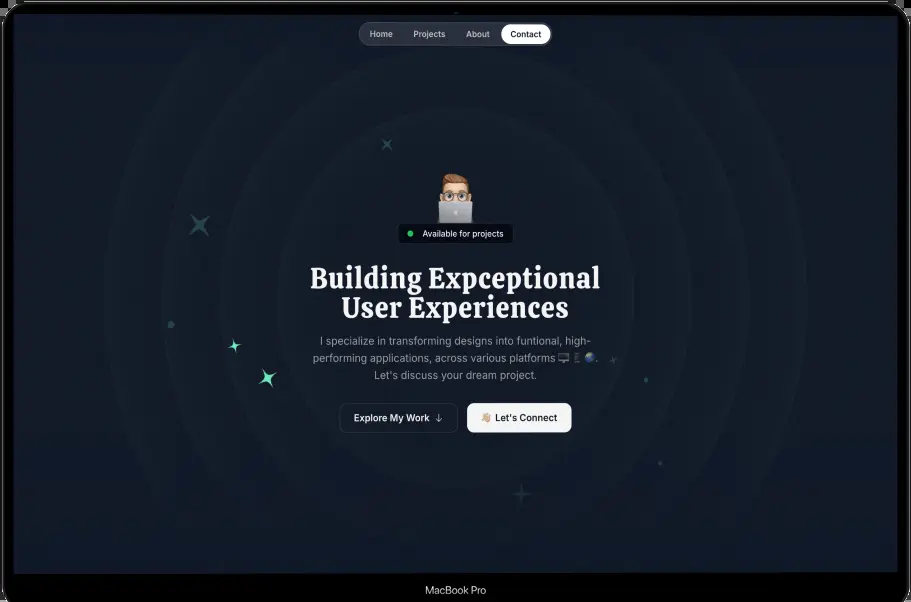 Home Projects About Contact
Available for projects
Building Expceptional
User Experiences
I specialize in transforming designs into funtional, high-
performing applications, across various platforms 🖥️📱🌏.
Let's discuss your dream project.
Explore My Work ↓ 👋🏼 Let's Connect
MacBook Pro